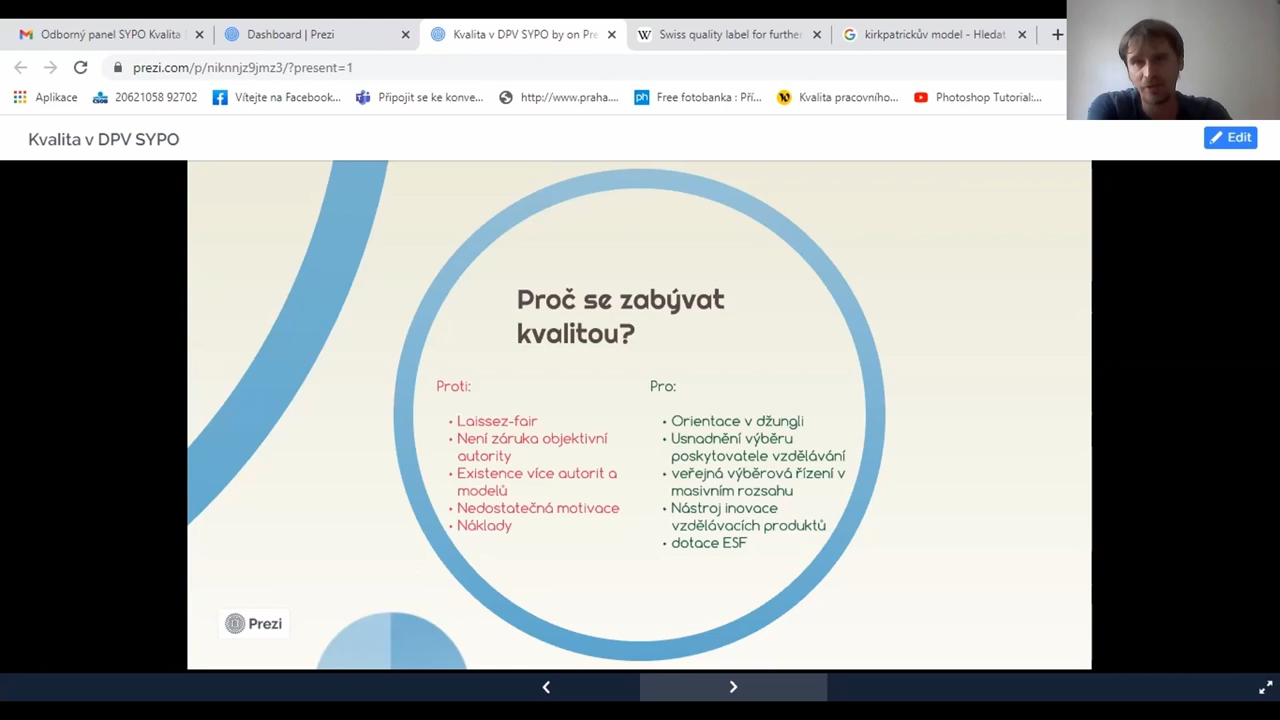 Odborný panel SYPO Kvalita
Dashboard | Prezi
Kvalita v DPV SYPO by on Pre
Swiss quality label for further
kirkpatrickův model - Hledat
prezi.com/p/niknnjz9jmz3/?present=1
Aplikace
20621058 92702
Vítejte na Facebook...
Připojit se ke konve...
http://www.praha....
Free fotobanka : Pří...
Kvalita pracovního...
Photoshop Tutorial:...
Kvalita v DPV SYPO
Edit
Proč se zabývat
kvalitou?
Proti:
• Laissez-fair
• Není záruka objektivní
autority
• Existence více autorit a
modelů
• Nedostatečná motivace
• Náklady
Pro:
• Orientace v džungli
• Usnadnění výběru
poskytovatele vzdělávání
• veřejná výběrová řízení v
masivním rozsahu
• Nástroj inovace
vzdělávacích produktů
• dotace ESF
Prezi